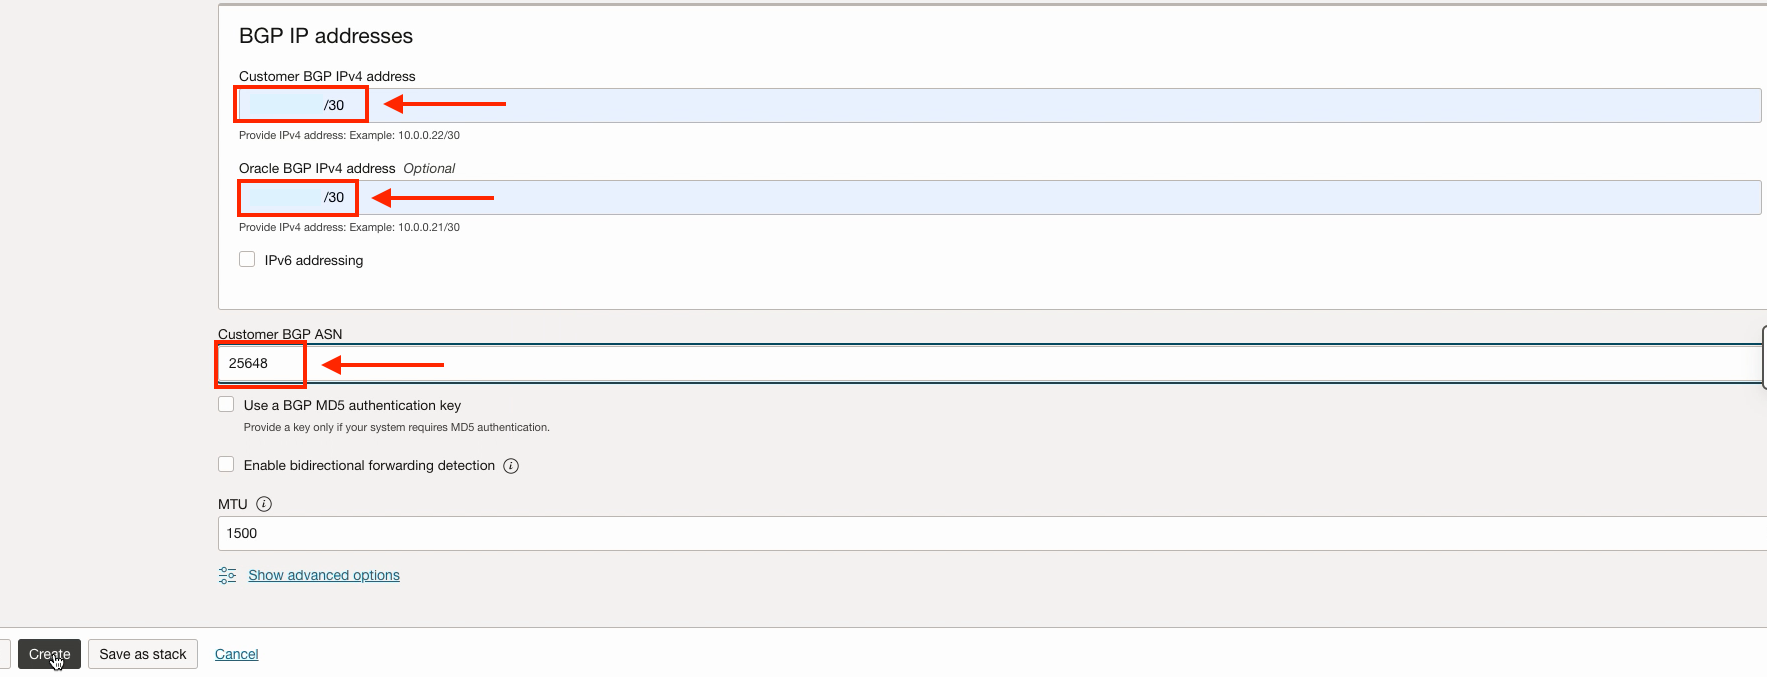 BGP IP addresses
Customer BGP IPv4 address
/30
Provide IPv4 address: Example: 10.0.0.22/30
Oracle BGP IPv4 address Optional
/30
Provide IPv4 address: Example: 10.0.0.21/30
IPv6 addressing
Customer BGP ASN
25648
Use a BGP MD5 authentication key
Provide a key only if your system requires MD5 authentication.
Enable bidirectional forwarding detection
MTU
1500
Show advanced options
Create Save as stack Cancel